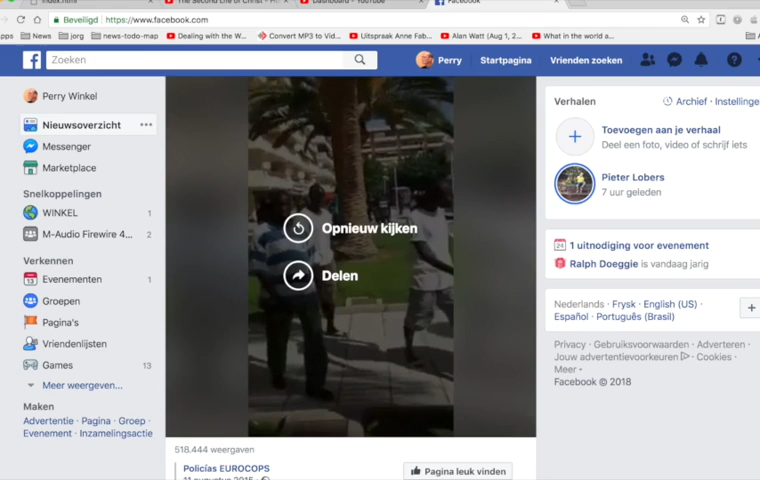 index.html
The Second Life of Christ -
Dashboard - YouTube
Facebook
Beveiligd
https://www.facebook.com
News
jorg
news-todo-map
Dealing with the W...
Convert MP3 to Vid...
Uitspraak Anne Fab...
Alan Watt (Aug 1, 2...
What in the world a...
Zoeken
Perry
Startpagina
Vrienden zoeken
Perry Winkel
Nieuwsoverzicht
Messenger
Marketplace
Snelkoppelingen
WINKEL 1
M-Audio Firewire 4... 2
Verkennen
Evenementen 1
Groepen
Pagina's
Vriendenlijsten
Games 13
Meer weergeven...
Maken
Advertentie · Pagina · Groep ·
Evenement · Inzamelingsactie
Opnieuw kijken
Delen
518.444 weergaven
Policías EUROCOPS
11 augustus 2015 ·
Pagina leuk vinden
Verhalen
Archief · Instellinge
Toevoegen aan je verhaal
Deel een foto, video of schrijf iets
Pieter Lobers
7 uur geleden
1 uitnodiging voor evenement
Ralph Doeggie is vandaag jarig
Nederlands · Frysk · English (US) ·
Español · Português (Brasil)
Privacy · Gebruiksvoorwaarden · Adverteren ·
Jouw advertentievoorkeuren · Cookies ·
Meer
Facebook © 2018